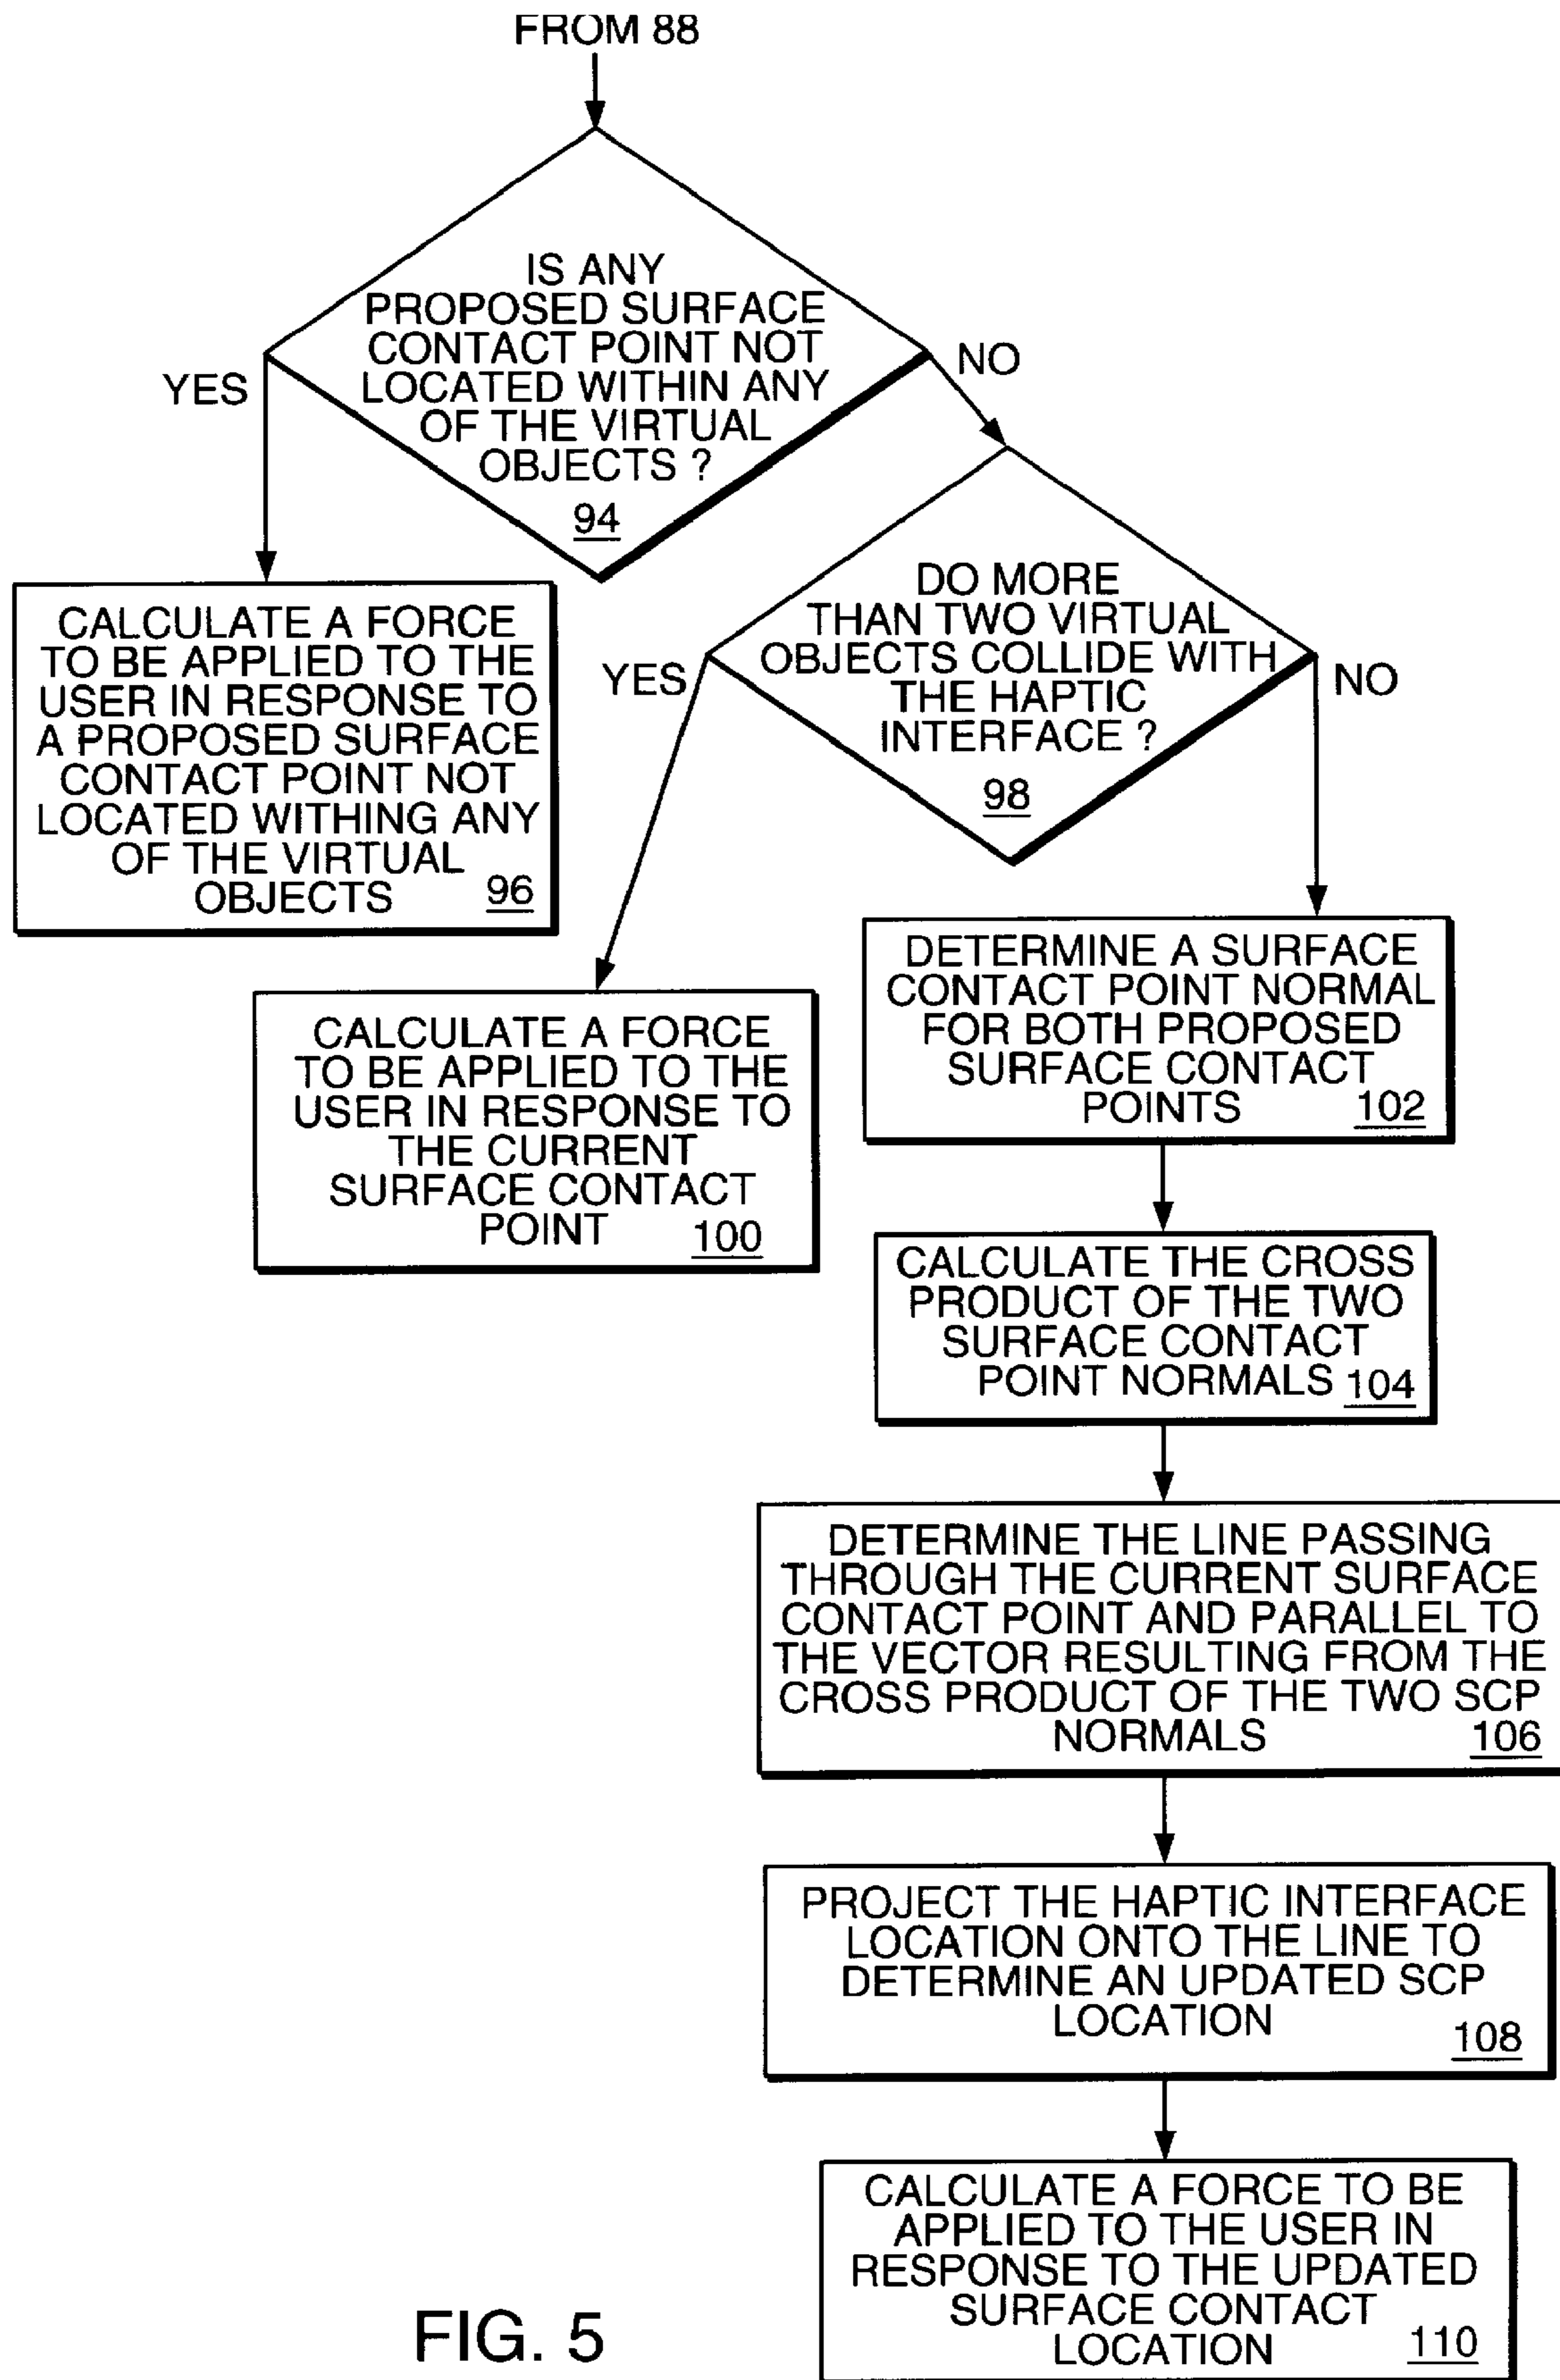 FROM 88
IS ANY
PROPOSED SURFACE
CONTACT POINT NOT
LOCATED WITHIN ANY
OF THE VIRTUAL
OBJECTS ?
94
YES
NO
CALCULATE A FORCE
TO BE APPLIED TO THE
USER IN RESPONSE TO
A PROPOSED SURFACE
CONTACT POINT NOT
LOCATED WITHING ANY
OF THE VIRTUAL
OBJECTS
96
DO MORE
THAN TWO VIRTUAL
OBJECTS COLLIDE WITH
THE HAPTIC
INTERFACE ?
98
YES
NO
CALCULATE A FORCE
TO BE APPLIED TO THE
USER IN RESPONSE TO
THE CURRENT
SURFACE CONTACT
POINT
100
DETERMINE A SURFACE
CONTACT POINT NORMAL
FOR BOTH PROPOSED
SURFACE CONTACT
POINTS
102
CALCULATE THE CROSS
PRODUCT OF THE TWO
SURFACE CONTACT
POINT NORMALS
104
DETERMINE THE LINE PASSING
THROUGH THE CURRENT SURFACE
CONTACT POINT AND PARALLEL TO
THE VECTOR RESULTING FROM THE
CROSS PRODUCT OF THE TWO SCP
NORMALS
106
PROJECT THE HAPTIC INTERFACE
LOCATION ONTO THE LINE TO
DETERMINE AN UPDATED SCP
LOCATION
108
CALCULATE A FORCE TO BE
APPLIED TO THE USER IN
RESPONSE TO THE UPDATED
SURFACE CONTACT
LOCATION
110
FIG. 5